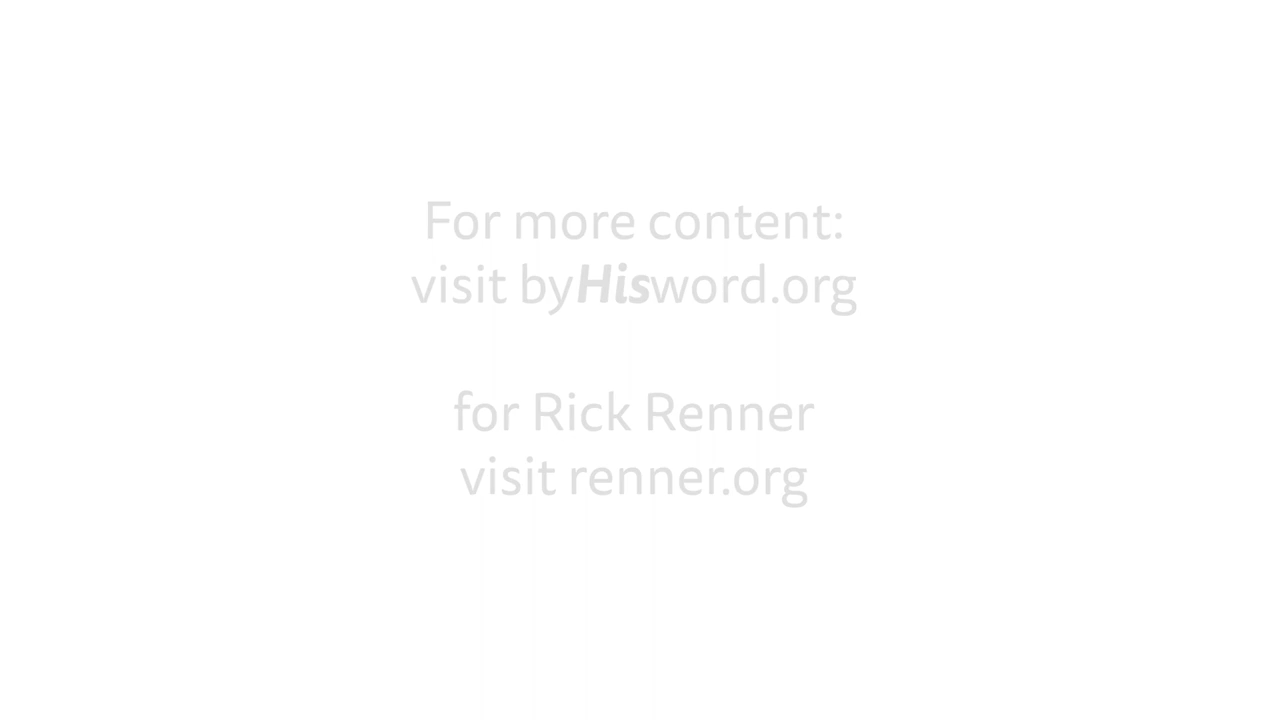 For more content:
visit byHisword.org
for Rick Renner
visit renner.org